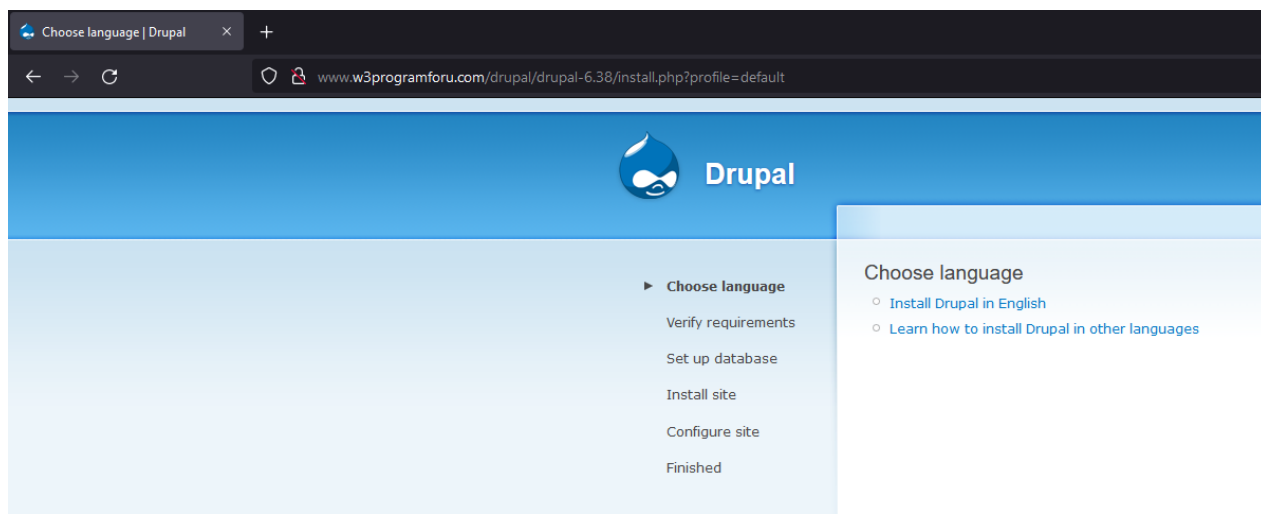 Choose language | Drupal
www.w3programforu.com/drupal/drupal-6.38/install.php?profile=default
Drupal
Choose language
Verify requirements
Set up database
Install site
Configure site
Finished
Choose language
Install Drupal in English
Learn how to install Drupal in other languages